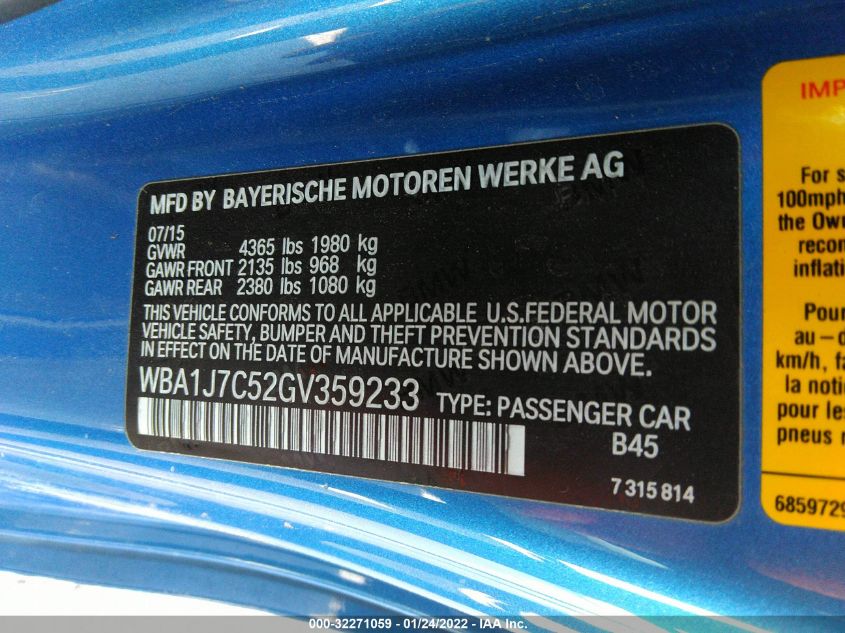 MFD BY BAYERISCHE MOTOREN WERKE AG
07/15
GVWR 4365 lbs 1980 kg
GAWR FRONT 2135 lbs 968 kg
GAWR REAR 2380 lbs 1080 kg
THIS VEHICLE CONFORMS TO ALL APPLICABLE U.S.FEDERAL MOTOR
VEHICLE SAFETY, BUMPER AND THEFT PREVENTION STANDARDS
IN EFFECT ON THE DATE OF MANUFACTURE SHOWN ABOVE.
WBA1J7C52GV359233 TYPE: PASSENGER CAR
B45
7 315 814
IMP
For s
100mph
the Own
recon
inflati
Pour
au-d
km/h, fa
la notic
pour les
pneus r
6859729
000-32271059 - 01/24/2022 - IAA Inc.